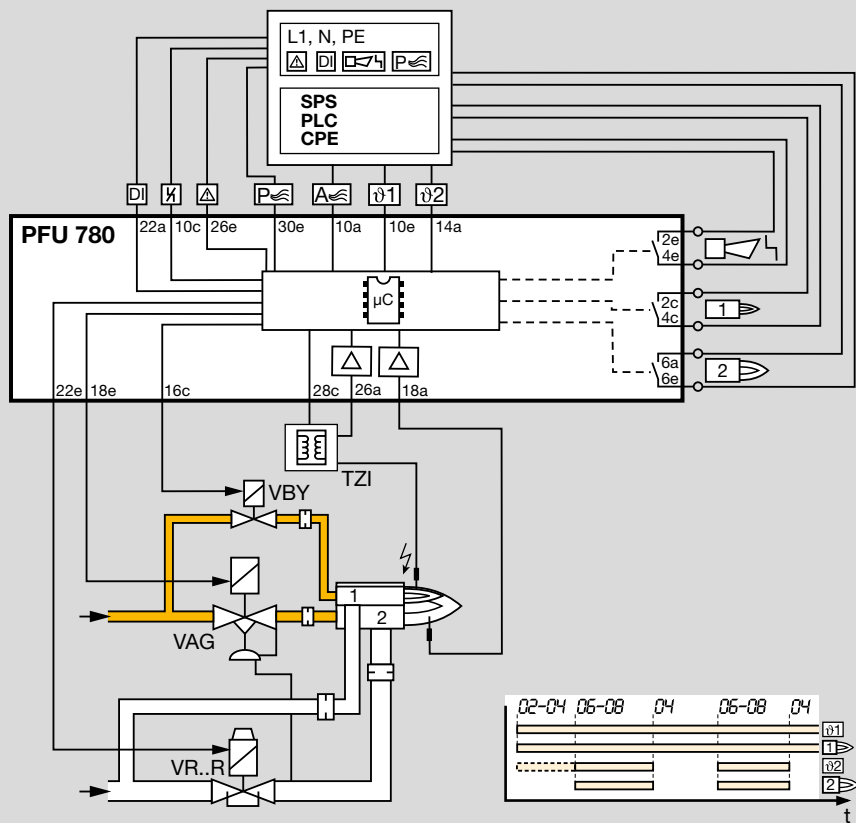 L1, N, PE
DI P
SPS
PLC
CPE
DI P A ϑ1 ϑ2
PFU 780
22a 10c 26e 30e 10a 10e 14a
2e
4e
µC
2c
4c
1
6a
6e
2
22e 18e 16c 28c 26a 18a
TZI
VBY
1
2
VAG
VR..R
02-04 06-08 04 06-08 04
ϑ1
1
ϑ2
2
t